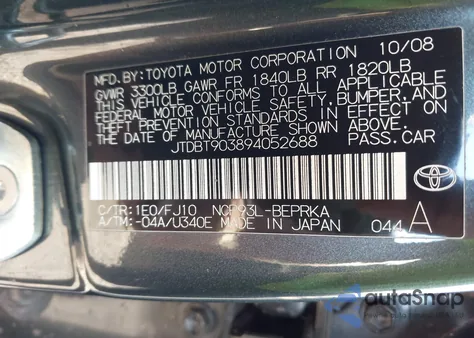 MFD. BY: TOYOTA MOTOR CORPORATION 10/08
GVWR 3300LB GAWR FR 1840LB RR 1820LB
THIS VEHICLE CONFORMS TO ALL APPLICABLE
FEDERAL MOTOR VEHICLE SAFETY, BUMPER, AND
THEFT PREVENTION STANDARDS IN EFFECT ON
THE DATE OF MANUFACTURE SHOWN ABOVE.
JTDBT903894052688 PASS. CAR
C/TR: 1E0/FJ10 NCP93L-BEPRKA
A/TM: -04A/U340E MADE IN JAPAN 044 A
TOYOTA
autoSnap